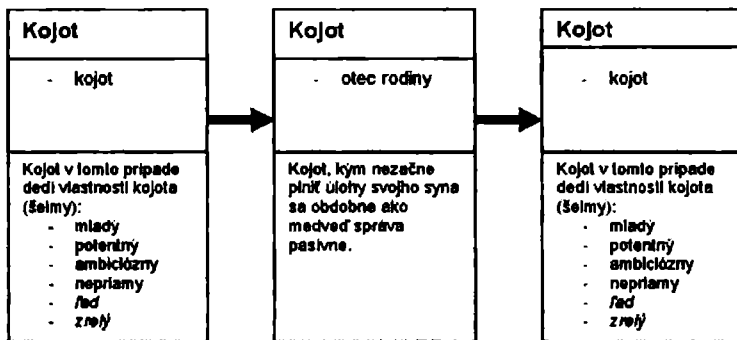 Kojot
- kojot
Kojot v tomto prípade
dedí vlastnosti kojota
(šelmy):
- mladý
- potentný
- ambiciózny
- nepriamy
- ľad
- zrelý
Kojot
- otec rodiny
Kojot, kým nezačne
plniť úlohy svojho syna
sa obdobne ako
medveď správa
pasívne.
Kojot
- kojot
Kojot v tomto prípade
dedí vlastnosti kojota
(šelmy):
- mladý
- potentný
- ambiciózny
- nepriamy
- ľad
- zrelý